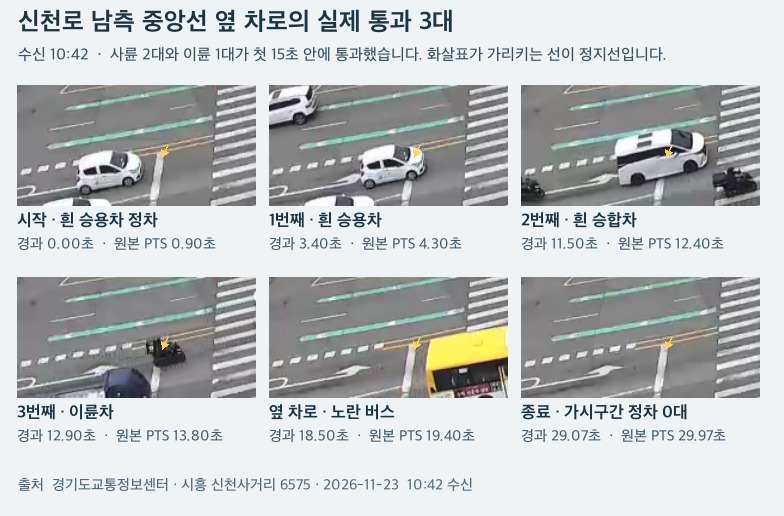 신천로 남측 중앙선 옆 차로의 실제 통과 3대
수신 10:42 · 사륜 2대와 이륜 1대가 첫 15초 안에 통과했습니다. 화살표가 가리키는 선이 정지선입니다.
시작 · 흰 승용차 정차
경과 0.00초 · 원본 PTS 0.90초
1번째 · 흰 승용차
경과 3.40초 · 원본 PTS 4.30초
2번째 · 흰 승합차
경과 11.50초 · 원본 PTS 12.40초
3번째 · 이륜차
경과 12.90초 · 원본 PTS 13.80초
옆 차로 · 노란 버스
경과 18.50초 · 원본 PTS 19.40초
종료 · 가시구간 정차 0대
경과 29.07초 · 원본 PTS 29.97초
출처 경기도교통정보센터 · 시흥 신천사거리 6575 · 2026-11-23 10:42 수신